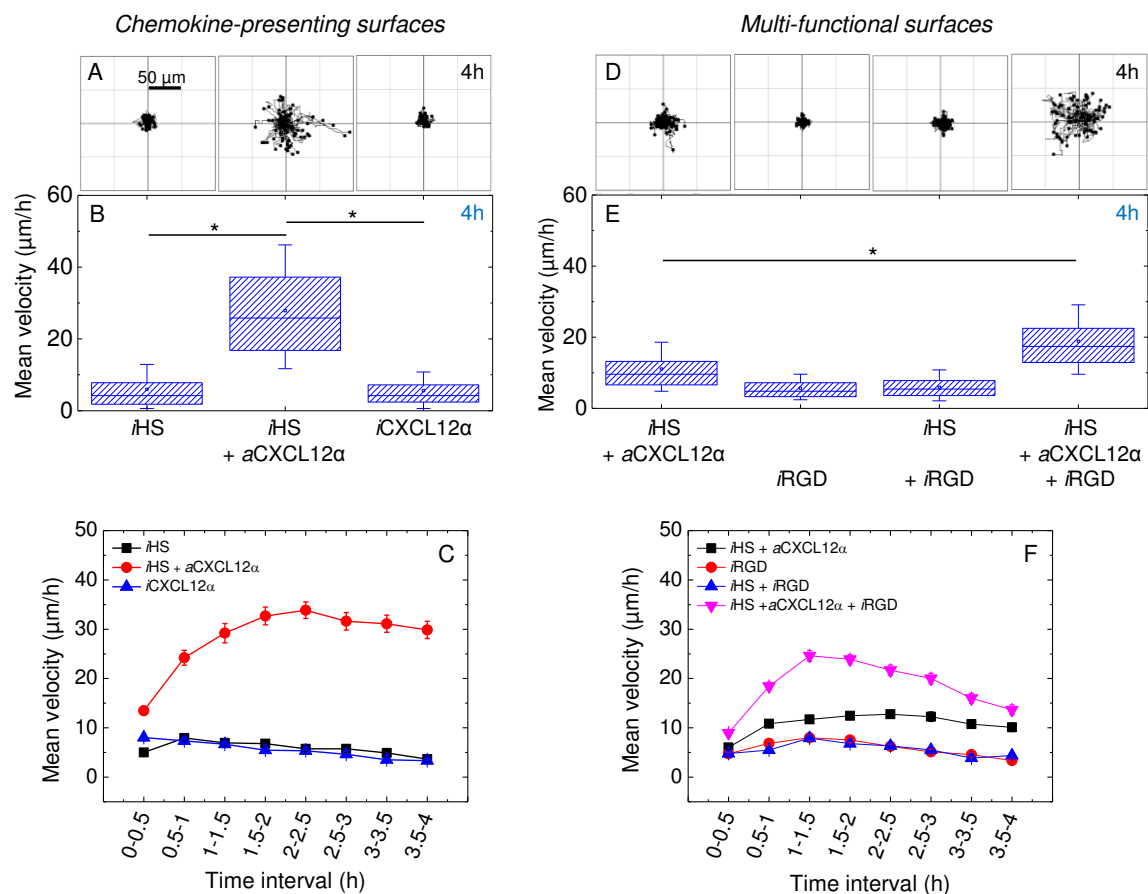 Chemokine-presenting surfaces
Multi-functional surfaces
A
50 µm
4h
D
4h
B
4h
*
*
60
40
20
0
Mean velocity (µm/h)
iHS
iHS
+ aCXCL12α
iCXCL12α
E
4h
*
60
40
20
0
Mean velocity (µm/h)
iHS
+ aCXCL12α
iRGD
iHS
+ iRGD
iHS
+ aCXCL12α
+ iRGD
C
iHS
iHS + aCXCL12α
iCXCL12α
50
40
30
20
10
0
Mean velocity (µm/h)
0-0.5
0.5-1
1-1.5
1.5-2
2-2.5
2.5-3
3-3.5
3.5-4
Time interval (h)
F
iHS + aCXCL12α
iRGD
iHS + iRGD
iHS +aCXCL12α + iRGD
50
40
30
20
10
0
Mean velocity (µm/h)
0-0.5
0.5-1
1-1.5
1.5-2
2-2.5
2.5-3
3-3.5
3.5-4
Time interval (h)